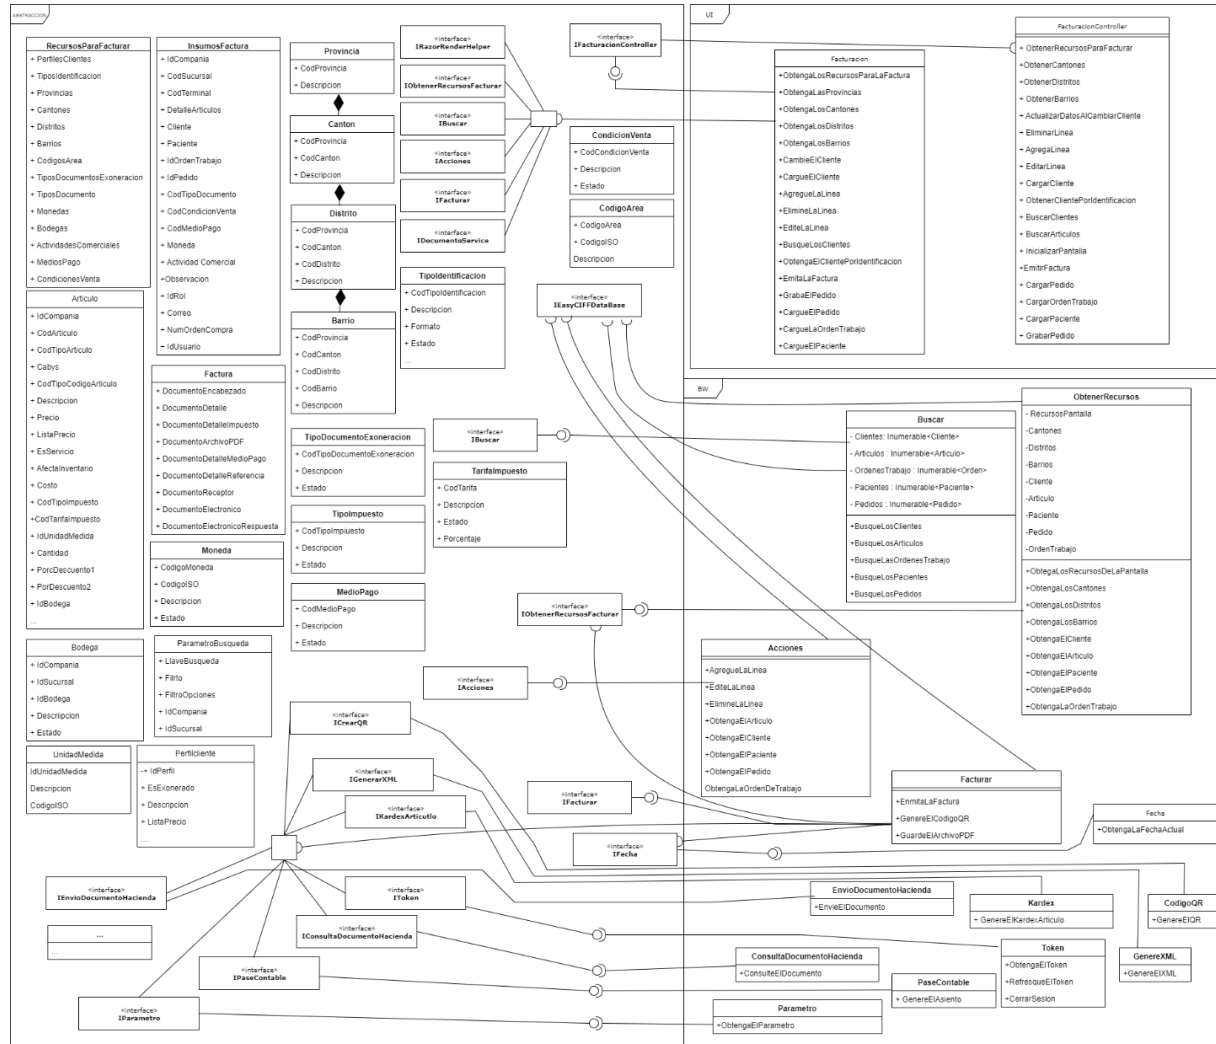 ABSTRACCION
RecursosParaFacturar
+ PerfilesClientes
+ TiposIdentificacion
+ Provincias
+ Cantones
+ Distritos
+ Barrios
+ CodigosArea
+ TiposDocumentosExoneracion
+ TiposDocumento
+ Monedas
+ Bodegas
+ ActividadesComerciales
+ MediosPago
+ CondicionesVenta
InsumosFactura
+ IdCompania
+ CodSucursal
+ CodTerminal
+ DetalleArticulos
+ Cliente
+ Paciente
+ IdOrdenTrabajo
+ IdPedido
+ CodTipoDocumento
+ CodCondicionVenta
+ CodMedioPago
+ Moneda
+ Actividad Comercial
+Observacion
+ IdRol
+ Correo
+ NumOrdenCompra
+ IdUsuario
Provincia
+ CodProvincia
+ Descripcion
Canton
+ CodProvincia
+ CodCanton
+ Descripcion
Distrito
+ CodProvincia
+ CodCanton
+ CodDistrito
+ Descripcion
Barrio
+ CodProvincia
+ CodCanton
+ CodDistrito
+ CodBarrio
+ Descripcion
«interface»
IRazorRenderHelper
«interface»
IObtenerRecursosFacturar
«interface»
IBuscar
«interface»
IAcciones
«interface»
IFacturar
«interface»
IDocumentoService
«interface»
IFacturacionController
CondicionVenta
+ CodCondicionVenta
+ Descripcion
+ Estado
CodigoArea
+ CodigoArea
+ CodigoISO
Descripcion
TipoIdentificacion
+ CodTipoIdentificacion
+ Descripcion
+ Formato
+ Estado
...
«interface»
IEasyCIFFDataBase
Articulo
+ IdCompania
+ CodArticulo
+ CodTipoArticulo
+ Cabys
+ CodTipoCodigoArticulo
+ Descripcion
+ Precio
+ ListaPrecio
+ EsServicio
+ AfectaInventario
+ Costo
+ CodTipoImpuesto
+CodTarifaImpuesto
+ IdUnidadMedida
+ Cantidad
+ PorcDescuento1
+ PorDescuento2
+ IdBodega
...
Factura
+ DocumentoEncabezado
+ DocumentoDetalle
+ DocumentoDetalleImpuesto
+ DocumentoArchivoPDF
+ DocumentoDetalleMedioPago
+ DocumentoDetalleReferencia
+ DocumentoReceptor
+ DocumentoElectronico
+ DocumentoElectronicoRespuesta
Moneda
+ CodigoMoneda
+ CodigoISO
+ Descripcion
+ Estado
TipoDocumentoExoneracion
+ CodTipoDocumentoExoneracion
+ Descripcion
+ Estado
TipoImpuesto
+ CodTipoImpiuesto
+ Descripcion
+ Estado
MedioPago
+ CodMedioPago
+ Descripcion
+ Estado
«interface»
IBuscar
TarifaImpuesto
+ CodTarifa
+ Descripcion
+ Estado
+ Porcentaje
«interface»
IObtenerRecursosFacturar
«interface»
IAcciones
Bodega
+ IdCompania
+ IdSucursal
+ IdBodega
+ Descriipcion
+ Estado
ParametroBusqueda
+ LlaveBusqueda
+ Filrto
+ FiltroOpciones
+ IdCompania
+ IdSucursal
UnidadMedida
IdUnidadMedida
Descripcion
CodigoISO
Perfilcliente
-+ IdPerfil
+ EsExonerado
+ Descripcion
+ ListaPrecio
....
«interface»
ICrearQR
«interface»
IGenerarXML
«interface»
IKardexArticutlo
«interface»
IFacturar
«interface»
IFecha
«interface»
IEnvioDocumentoHacienda
...
...
«interface»
IToken
«interface»
IConsultaDocumentoHacienda
«interface»
IPaseContable
«interface»
IParametro
UI
Facturacion
+ObtengaLosRecursosParaLaFactura
+ObtengaLasProvincias
+ObtengaLosCantones
+ObtengaLosDistritos
+ObtengaLosBarrios
+CambieElCliente
+CargueElCliente
+AgregueLaLinea
+ElimineLaLinea
+EditeLaLinea
+BusqueLosClientes
+ObtengaElClientePorIdentificacion
+EmitaLaFactura
+GrabaElPedido
+CargueElPedido
+CargueLaOrdenTrabajo
+CargueElPaciente
FacturacionController
+ ObtenerRecursosParaFacturar
+ObtenerCantones
+ObtenerDistritos
+ ObtenerBarrios
+ActualizarDatosAlCambiarCliente
+ EliminarLinea
+ AgregaLinea
+ EditarLinea
+ CargarCliente
+ ObtenerClientePorIdentificacion
+ BuscarClientes
+ BuscarArticulos
+ InicializarPantalla
+EmitirFactura
+ CargarPedido
+ CargarOrdenTrabajo
+ CargarPaciente
+ GrabarPedido
BW
Buscar
- Clientes: Inumerable<Cliente>
- Articulos : Inumerable<Articulo>
- OrdenesTrabajo : Inumerable<Orden>
- Pacientes : Inumerable<Paciente>
- Pedidos : Inumerable<Pedido>
+BusqueLosClientes
+BusqueLosArticulos
+BusqueLasOrdenesTrabajo
+BusqueLosPacientes
+BusqueLosPedidos
ObtenerRecursos
- RecursosPantalla
-Cantones
-Distritos
-Barrios
-Cliente
-Articulo
-Paciente
-Pedido
-OrdenTrabajo
+ObtegaLosRecursosDeLaPantalla
+ObtengaLosCantones
+ObtengaLosDistritos
+ObtengaLosBarrios
+ObtengaElCliente
+ObtengaElArticulo
+ObtengaElPaciente
+ObtengaElPedido
+ObtengaLaOrdenTrabajo
Acciones
+AgregueLaLinea
+EditeLaLinea
+ElimineLaLinea
+ObtengaElArticulo
+ObtengaElCliente
+ObtengaElPaciente
+ObtengaElPedido
ObtengaLaOrdenDeTrabajo
Facturar
+EnmitaLaFactura
+GenereElCodigoQR
+GuardeElArchivoPDF
Fecha
+ObtengaLaFechaActual
EnvioDocumentoHacienda
+EnvieElDocumento
Kardex
+ GenereElKardexArticulo
CodigoQR
+GenereElQR
ConsultaDocumentoHacienda
+ConsulteElDocumento
Token
+ObtengaElToken
+RefresqueElToken
+CerrarSesion
GenereXML
+GenereElXML
PaseContable
+ GenereElAsiento
Parametro
+ObtengaElParametro